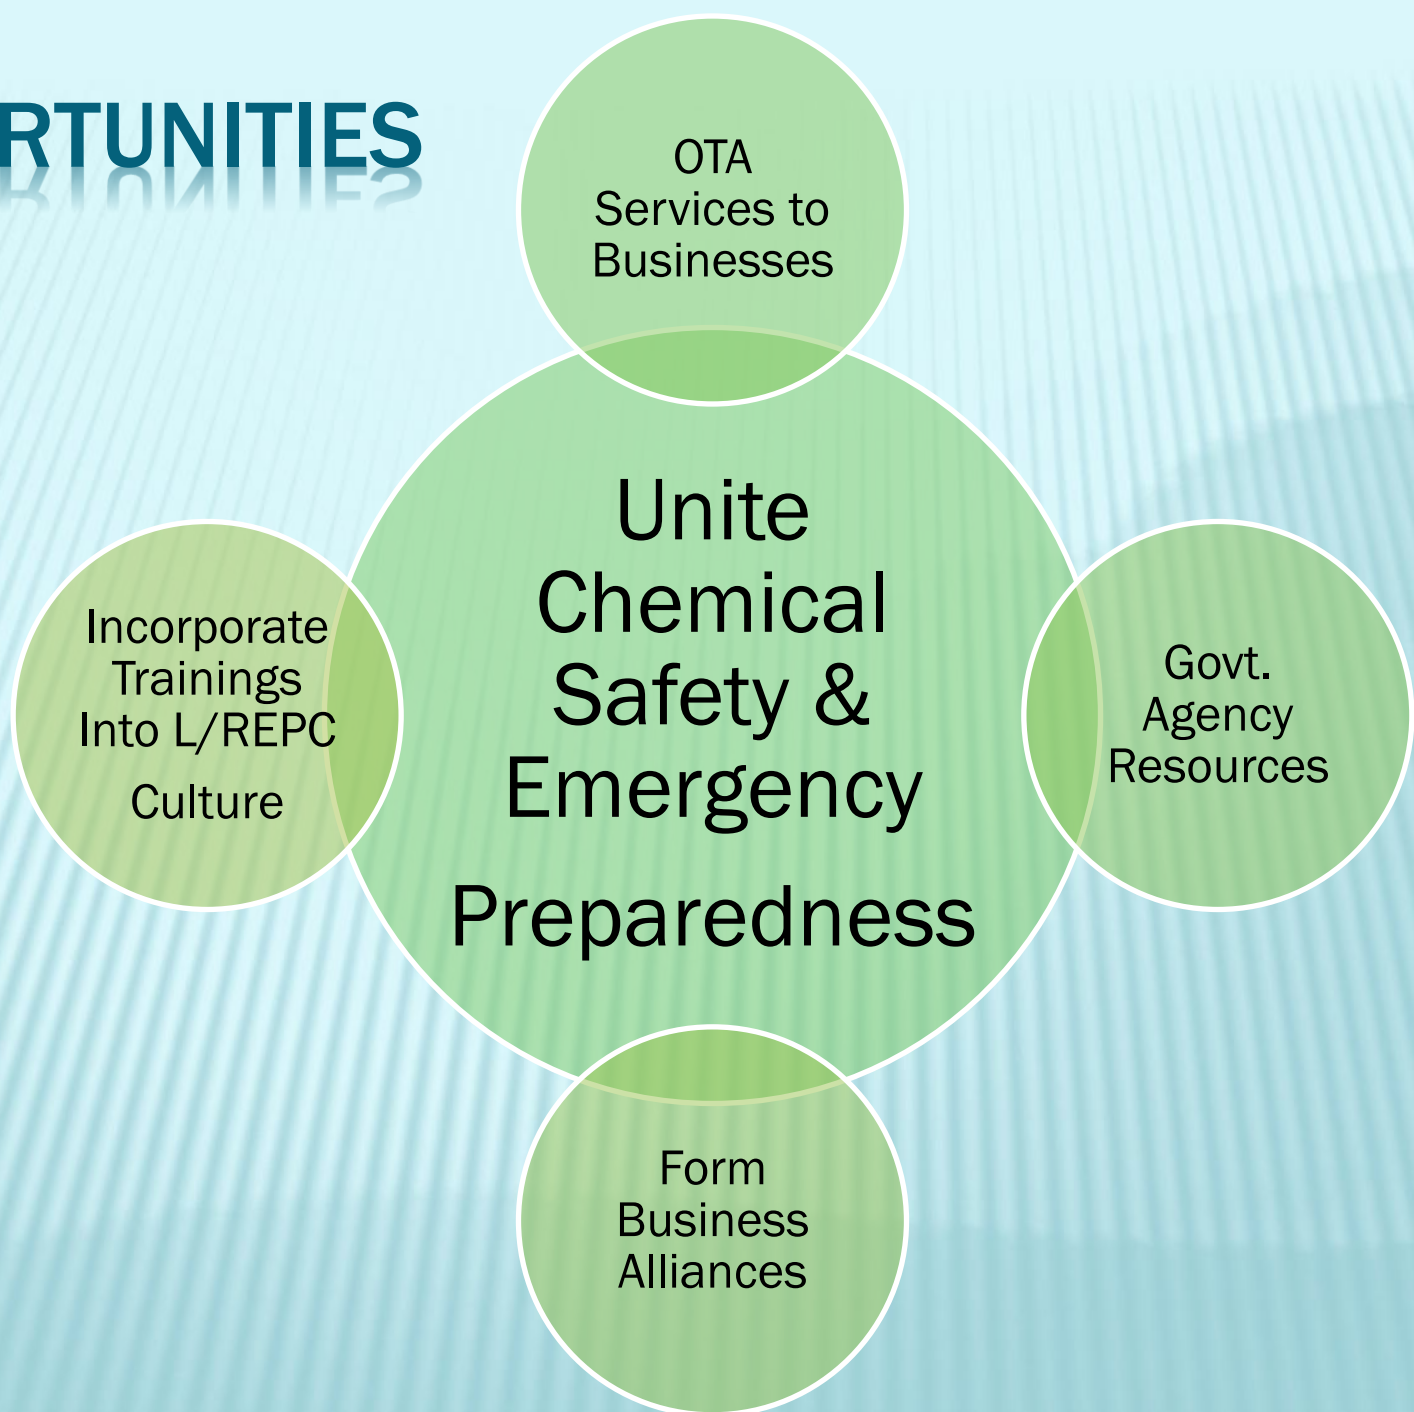 RTUNITIES
OTA
Services to
Businesses
Unite
Chemical
Safety &
Emergency
Preparedness
Incorporate
Trainings
Into L/REPC
Culture
Govt.
Agency
Resources
Form
Business
Alliances